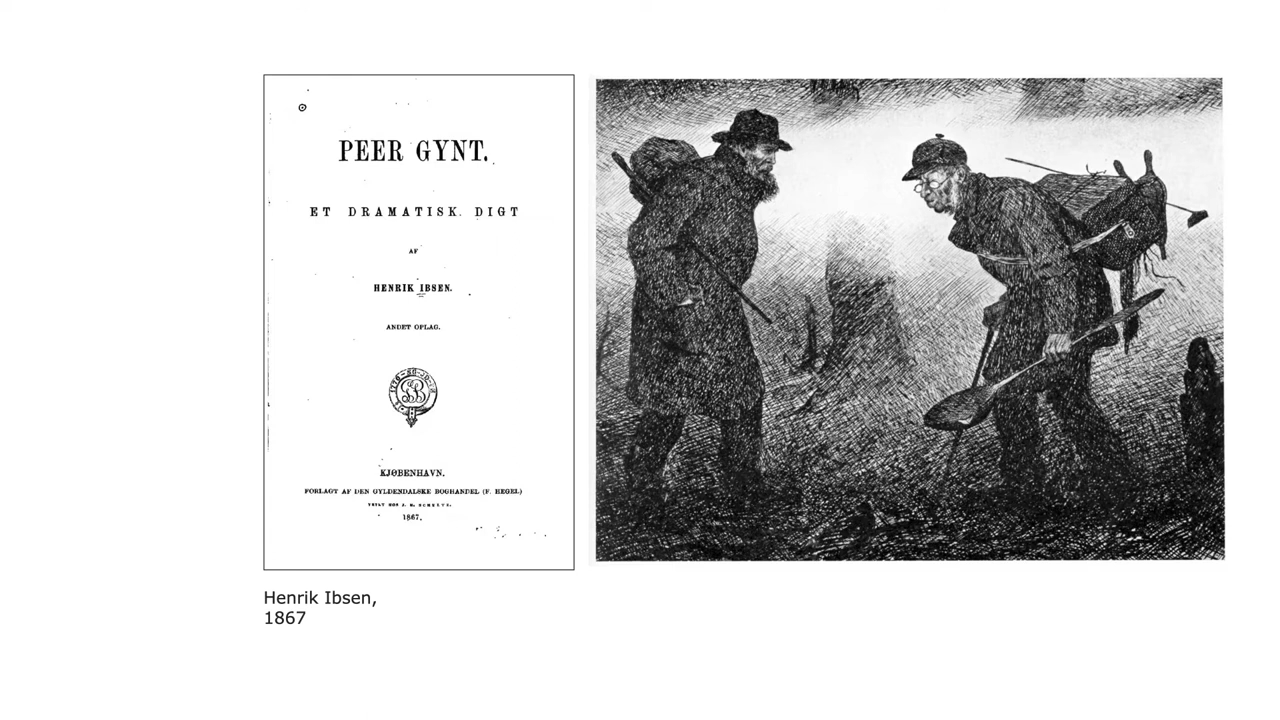 PEER GYNT.
ET DRAMATISK DIGT
AF
HENRIK IBSEN.
ANDET OPLAG.
KJØBENHAVN.
FORLAGT AF DEN GYLDENDALSKE BOGHANDEL (F. HEGEL)
1867.
Henrik Ibsen,
1867